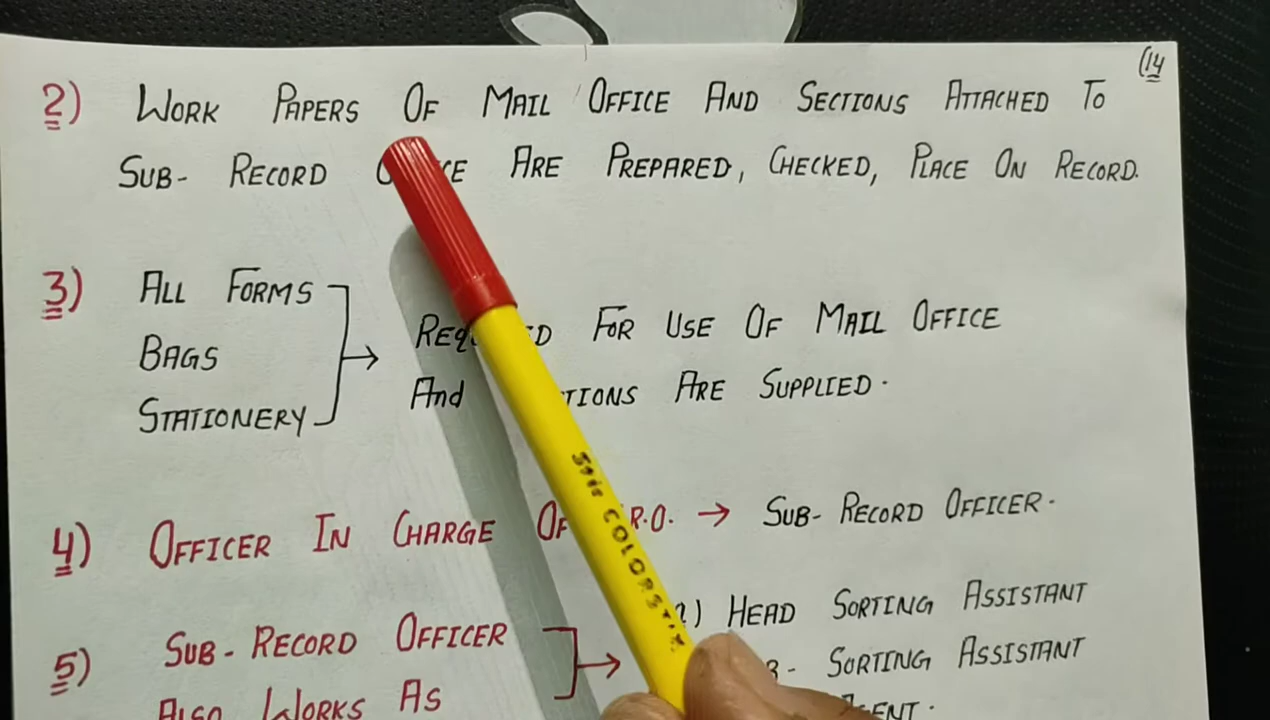 (14
2) WORK PAPERS OF MAIL OFFICE AND SECTIONS ATTACHED TO
SUB- RECORD ARE PREPARED, CHECKED, PLACE ON RECORD.
3) ALL FORMS
BAGS
STATIONERY
FOR USE OF MAIL OFFICE
And ARE SUPPLIED.
4) OFFICER IN CHARGE OF R.O. → SUB- RECORD OFFICER.
5) SUB- RECORD OFFICER
ALSO WORKS AS
HEAD SORTING ASSISTANT
SORTING ASSISTANT
COLORSTIX